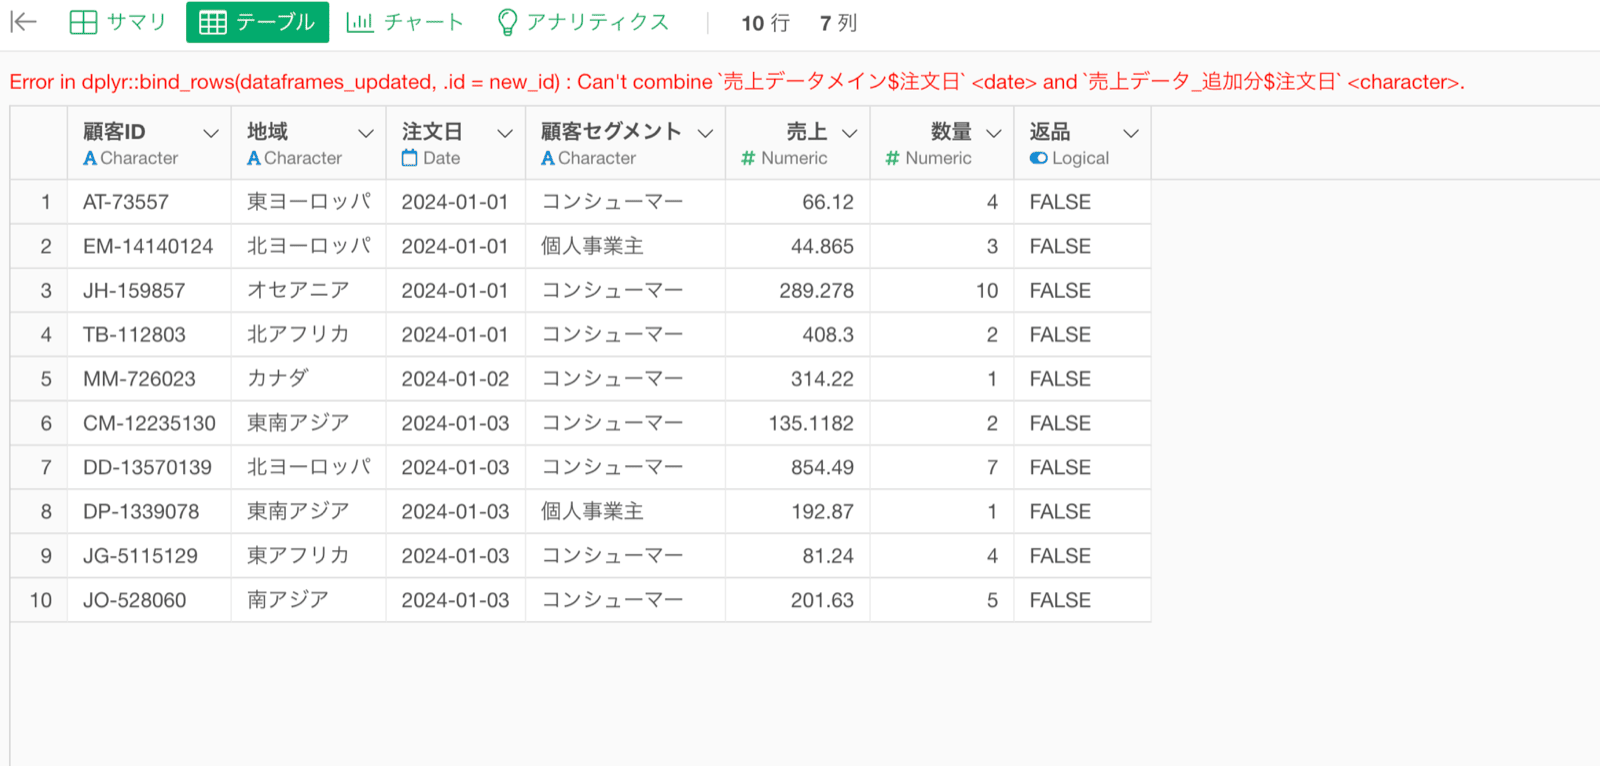 サマリ テーブル チャート アナリティクス 10 行 7 列
Error in dplyr::bind_rows(dataframes_updated, .id = new_id) : Can't combine `売上データメイン$注文日` <date> and `売上データ_追加分$注文日` <character>.
顧客ID 地域 注文日 顧客セグメント 売上 数量 返品
A Character A Character Date A Character # Numeric # Numeric Logical
1 AT-73557 東ヨーロッパ 2024-01-01 コンシューマー 66.12 4 FALSE
2 EM-14140124 北ヨーロッパ 2024-01-01 個人事業主 44.865 3 FALSE
3 JH-159857 オセアニア 2024-01-01 コンシューマー 289.278 10 FALSE
4 TB-112803 北アフリカ 2024-01-01 コンシューマー 408.3 2 FALSE
5 MM-726023 カナダ 2024-01-02 コンシューマー 314.22 1 FALSE
6 CM-12235130 東南アジア 2024-01-03 コンシューマー 135.1182 2 FALSE
7 DD-13570139 北ヨーロッパ 2024-01-03 コンシューマー 854.49 7 FALSE
8 DP-1339078 東南アジア 2024-01-03 個人事業主 192.87 1 FALSE
9 JG-5115129 東アフリカ 2024-01-03 コンシューマー 81.24 4 FALSE
10 JO-528060 南アジア 2024-01-03 コンシューマー 201.63 5 FALSE